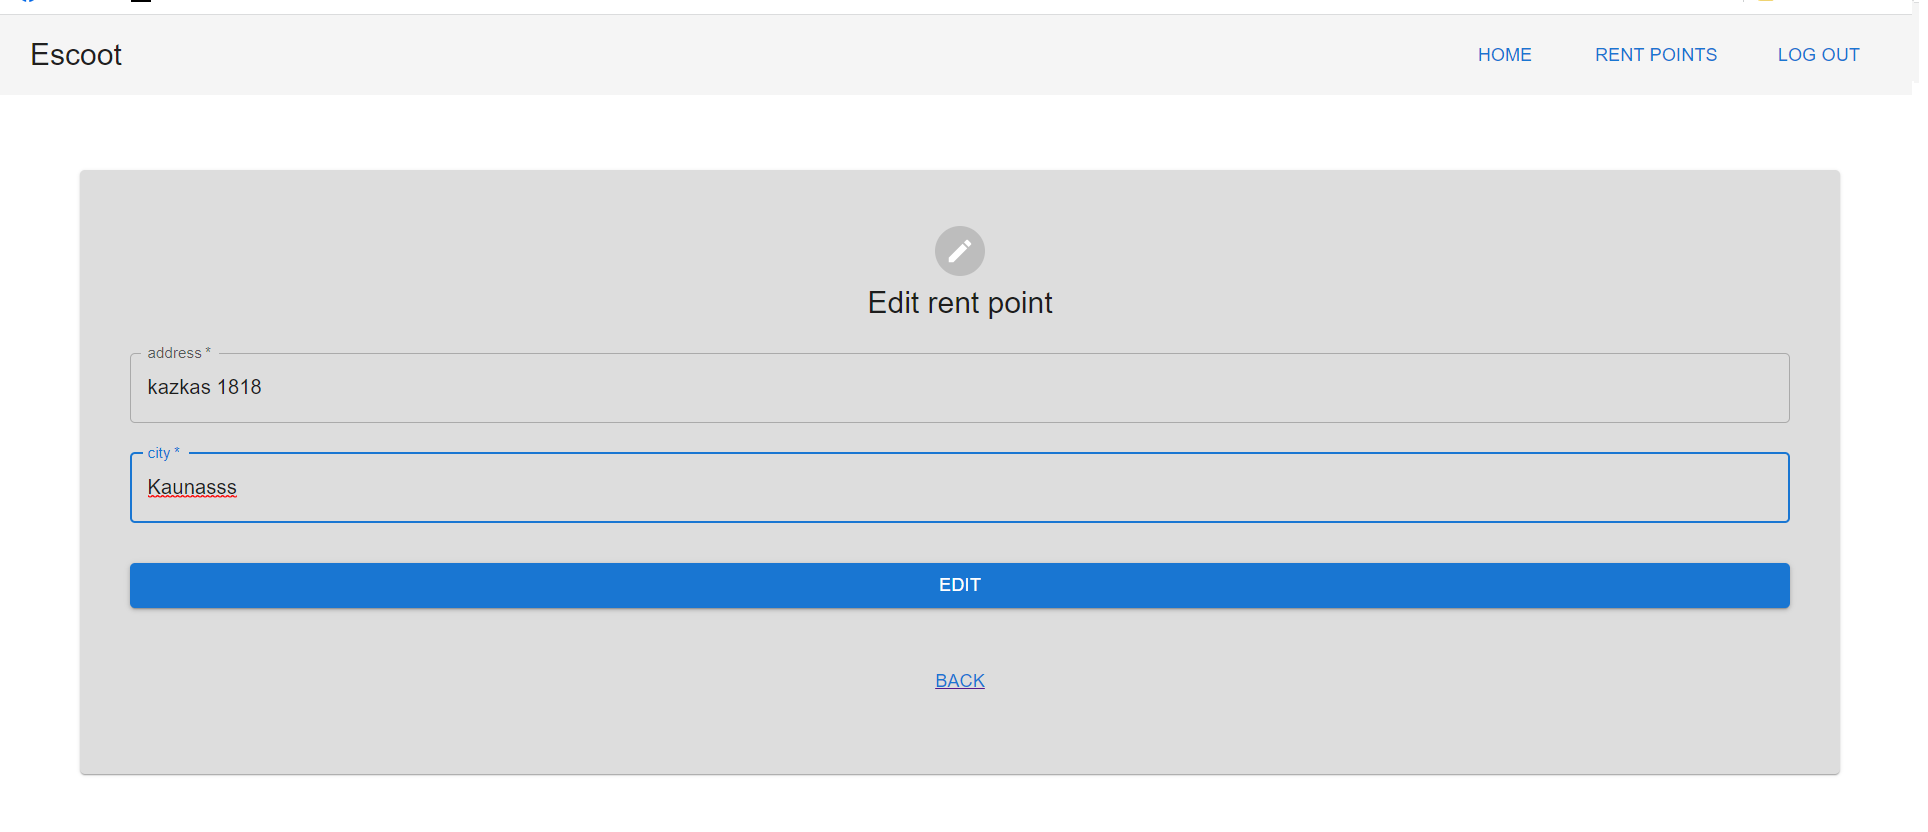 Escoot
HOME RENT POINTS LOG OUT
Edit rent point
address *
kazkas 1818
city *
Kaunasss
EDIT
BACK